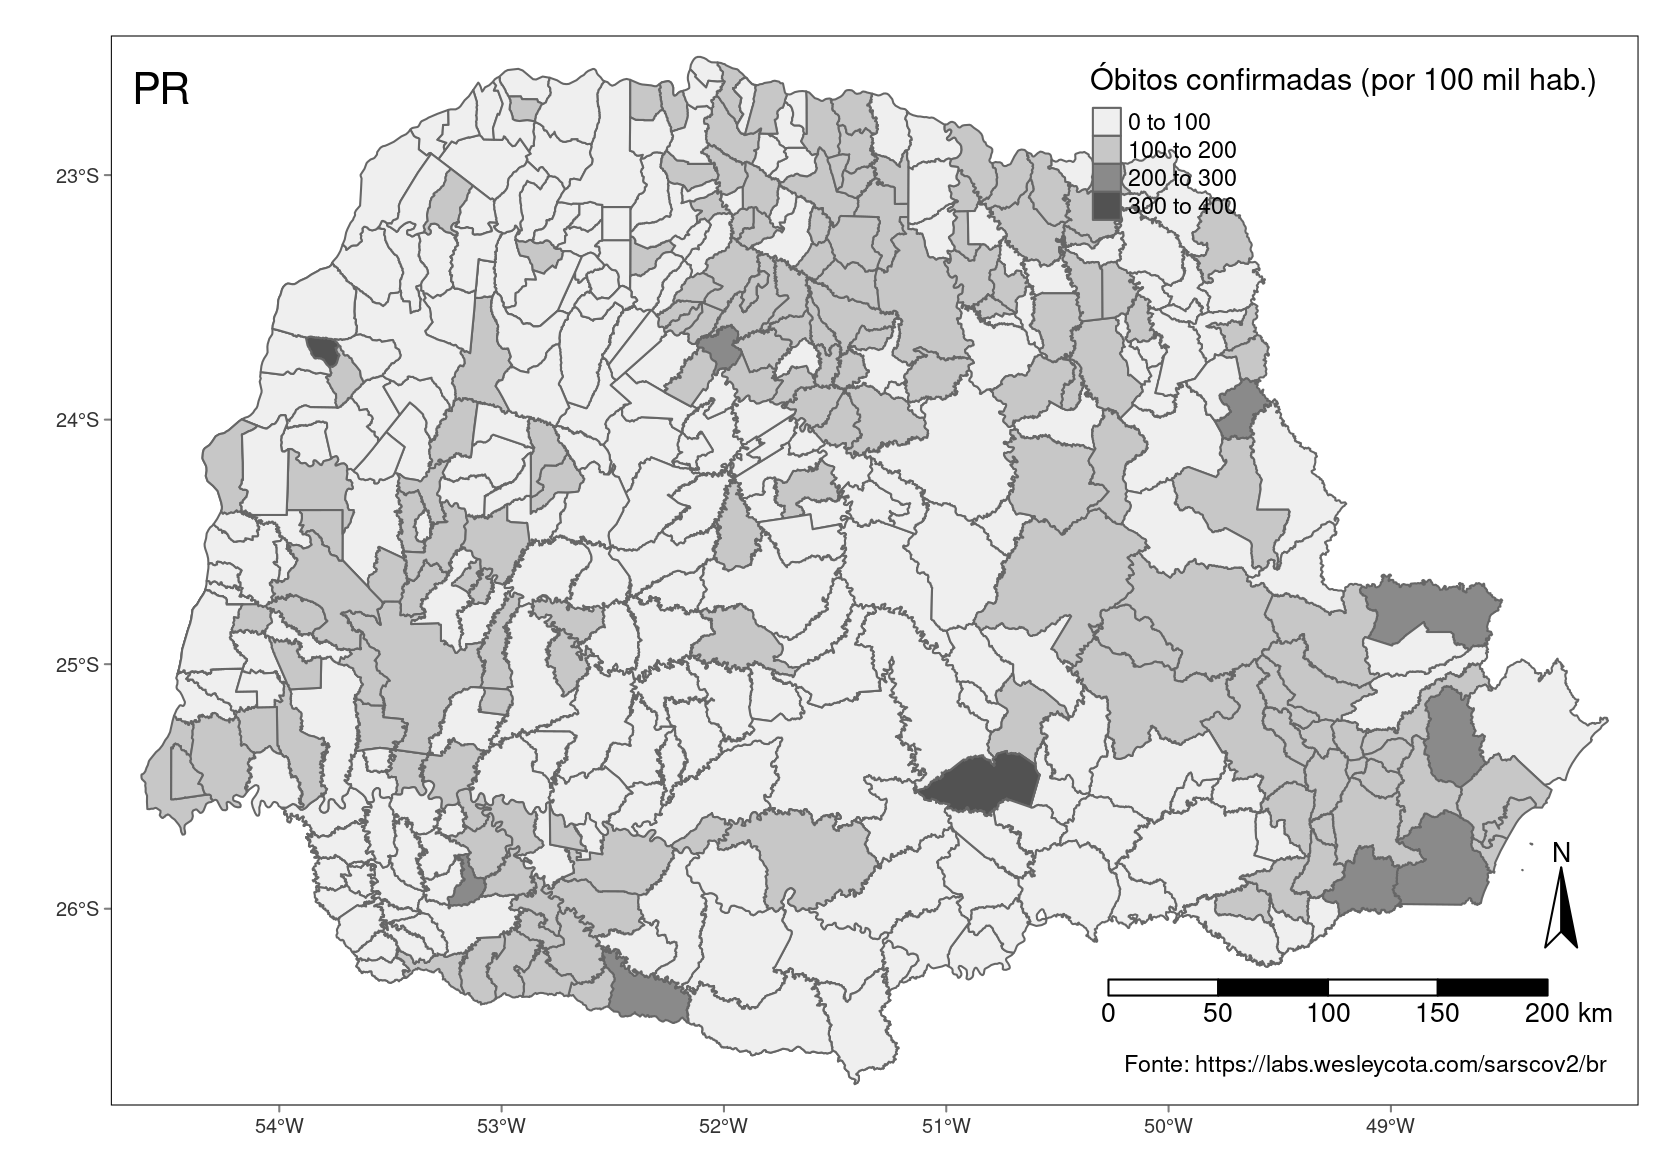 PR
Óbitos confirmadas (por 100 mil hab.)
0 to 100
100 to 200
200 to 300
300 to 400
23°S
24°S
25°S
26°S
N
0 50 100 150 200 km
Fonte: https://labs.wesleycota.com/sarscov2/br
54°W 53°W 52°W 51°W 50°W 49°W